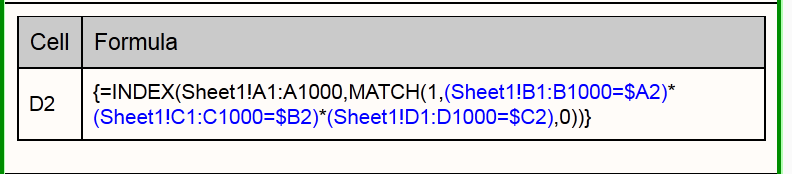 Cell Formula
D2 {=INDEX(Sheet1!A1:A1000,MATCH(1,(Sheet1!B1:B1000=$A2)*
(Sheet1!C1:C1000=$B2)*(Sheet1!D1:D1000=$C2),0))}